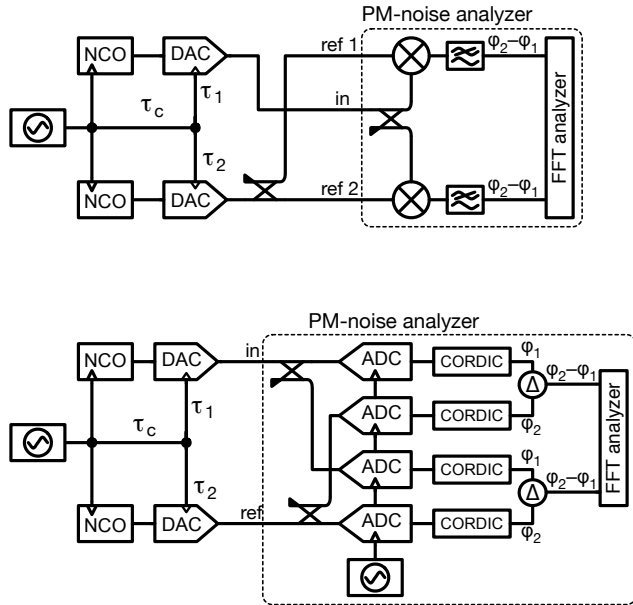 PM-noise analyzer
NCO
DAC
ref 1
φ2−φ1
τ1
in
τc
τ2
FFT analyzer
NCO
DAC
ref 2
φ2−φ1
PM-noise analyzer
in
NCO
DAC
ADC
CORDIC
φ1
Δ
φ2−φ1
τ1
ADC
CORDIC
φ2
τc
FFT analyzer
ADC
CORDIC
φ1
τ2
Δ
φ2−φ1
NCO
DAC
ref
ADC
CORDIC
φ2